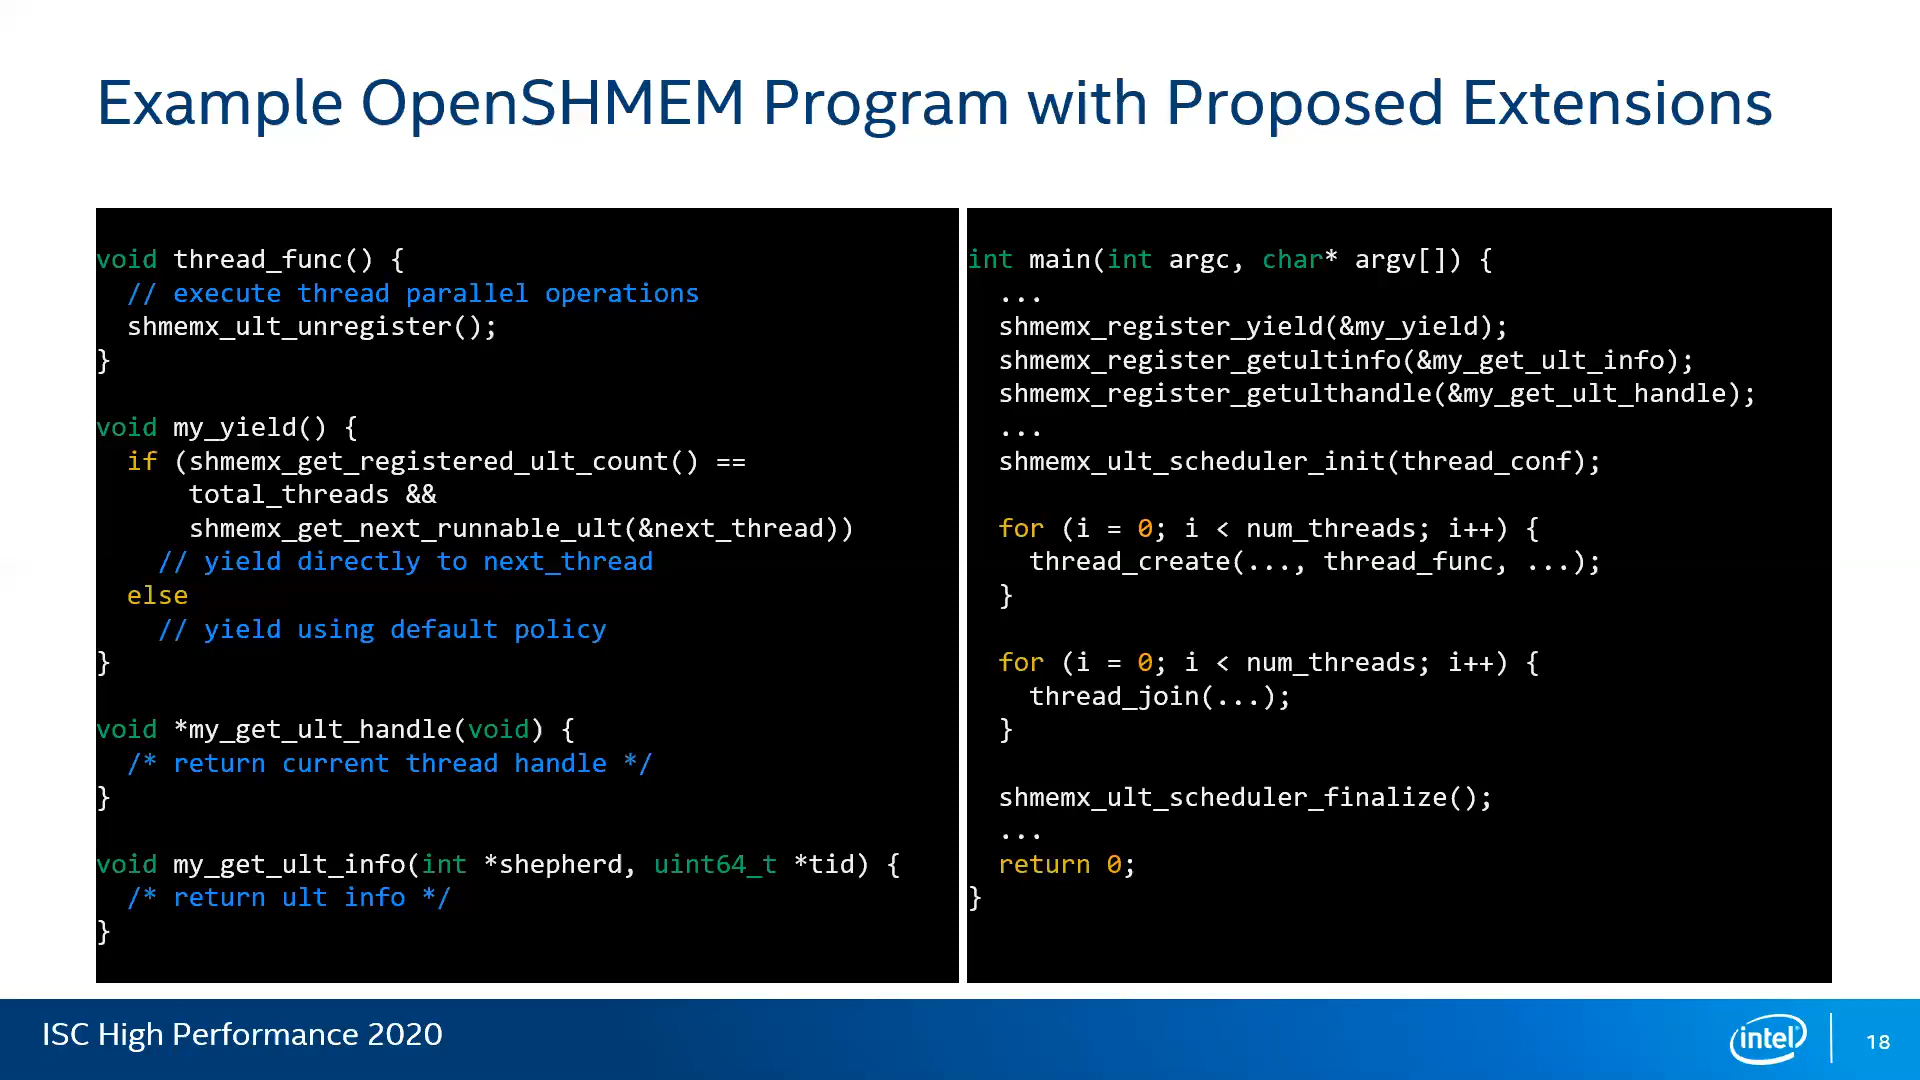 Example OpenSHMEM Program with Proposed Extensions
void thread_func() {
// execute thread parallel operations
shmemx_ult_unregister();
}
void my_yield() {
if (shmemx_get_registered_ult_count() ==
total_threads &&
shmemx_get_next_runnable_ult(&next_thread))
// yield directly to next_thread
else
// yield using default policy
}
void *my_get_ult_handle(void) {
/* return current thread handle */
}
void my_get_ult_info(int *shepherd, uint64_t *tid) {
/* return ult info */
}
int main(int argc, char* argv[]) {
...
shmemx_register_yield(&my_yield);
shmemx_register_getultinfo(&my_get_ult_info);
shmemx_register_getulthandle(&my_get_ult_handle);
...
shmemx_ult_scheduler_init(thread_conf);
for (i = 0; i < num_threads; i++) {
thread_create(..., thread_func, ...);
}
for (i = 0; i < num_threads; i++) {
thread_join(...);
}
shmemx_ult_scheduler_finalize();
...
return 0;
}
ISC High Performance 2020
intel
18